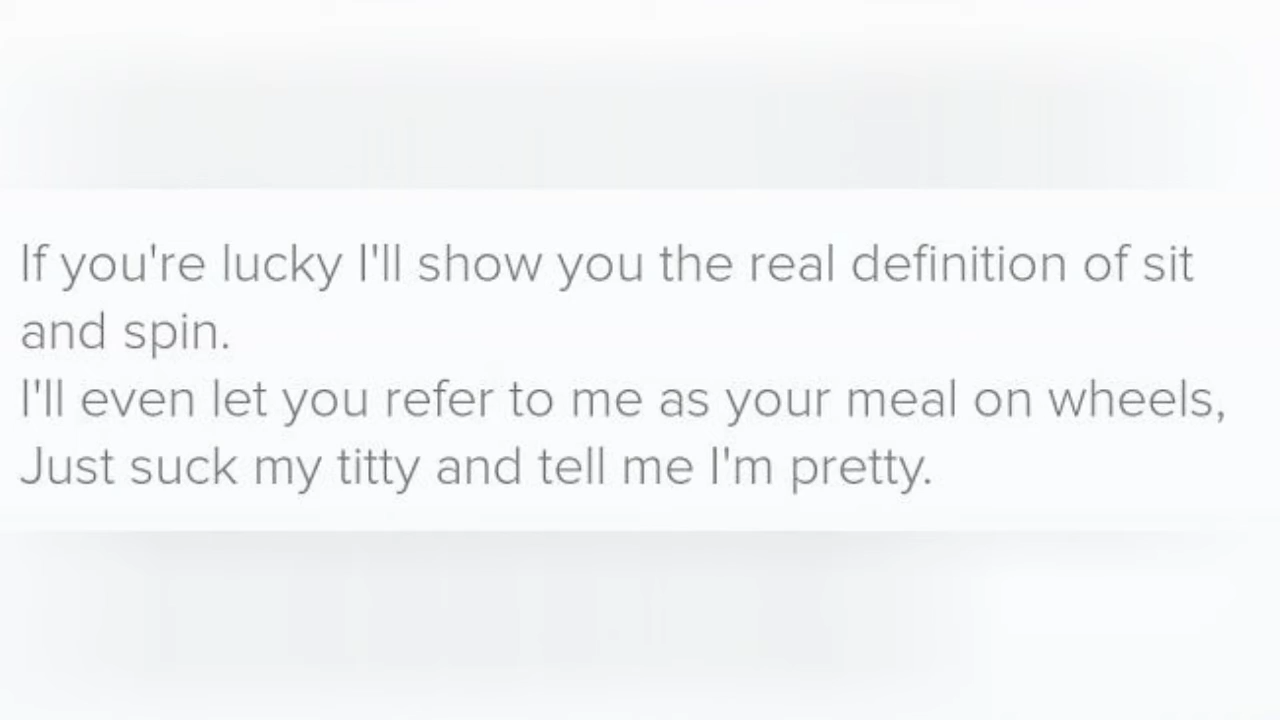 If you're lucky I'll show you the real definition of sit
and spin.
I'll even let you refer to me as your meal on wheels,
Just suck my titty and tell me I'm pretty.